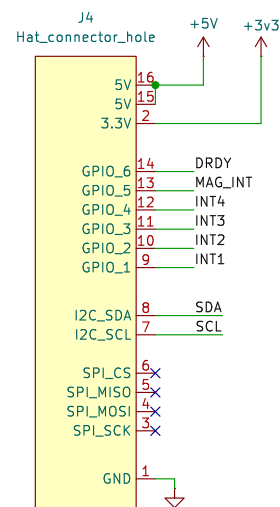 J4
Hat_connector_hole
+5V
+3v3
5V 16
5V 15
3.3V 2
GPIO_6 14 DRDY
GPIO_5 13 MAG_INT
GPIO_4 12 INT4
GPIO_3 11 INT3
GPIO_2 10 INT2
GPIO_1 9 INT1
I2C_SDA 8 SDA
I2C_SCL 7 SCL
SPI_CS 6
SPI_MISO 5
SPI_MOSI 4
SPI_SCK 3
GND 1